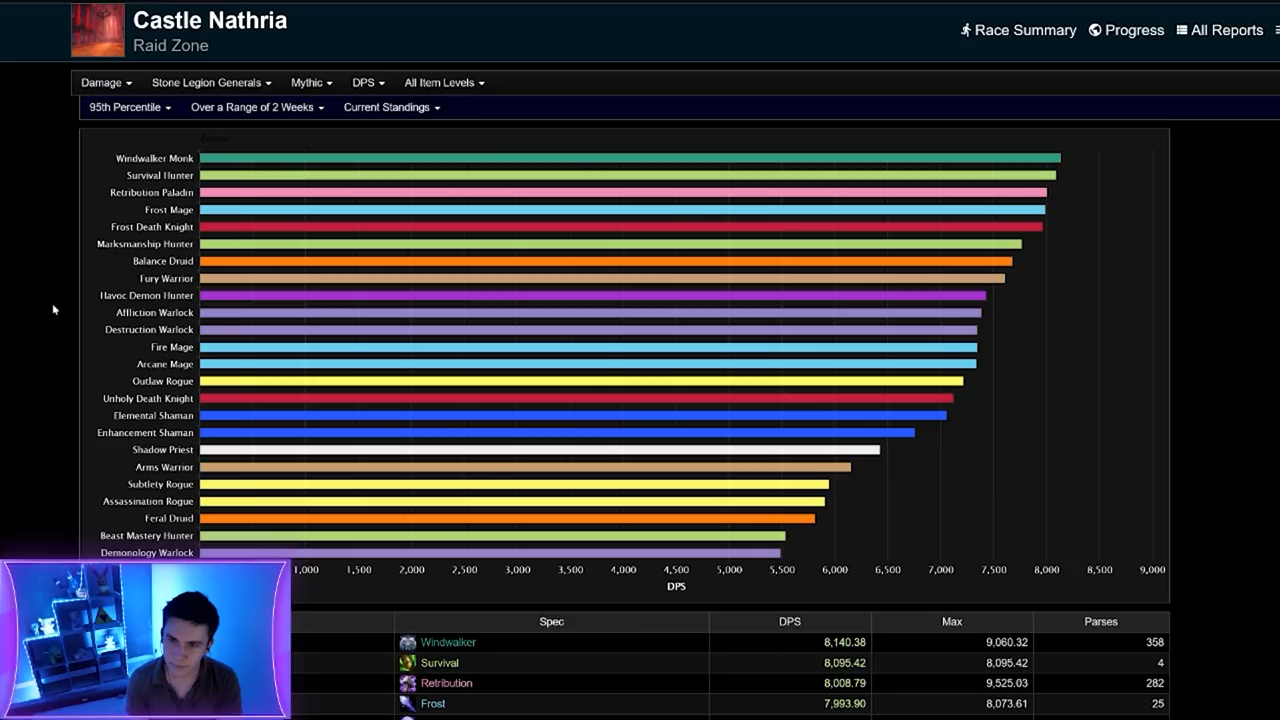 Castle Nathria
Raid Zone
Race Summary Progress All Reports
Damage Stone Legion Generals Mythic DPS All Item Levels
95th Percentile Over a Range of 2 Weeks Current Standings
Zoom
Windwalker Monk
Survival Hunter
Retribution Paladin
Frost Mage
Frost Death Knight
Marksmanship Hunter
Balance Druid
Fury Warrior
Havoc Demon Hunter
Affliction Warlock
Destruction Warlock
Fire Mage
Arcane Mage
Outlaw Rogue
Unholy Death Knight
Elemental Shaman
Enhancement Shaman
Shadow Priest
Arms Warrior
Subtlety Rogue
Assassination Rogue
Feral Druid
Beast Mastery Hunter
Demonology Warlock
1,000 1,500 2,000 2,500 3,000 3,500 4,000 4,500 5,000 5,500 6,000 6,500 7,000 7,500 8,000 8,500 9,000
DPS
Spec DPS Max Parses
Windwalker 8,140.38 9,060.32 358
Survival 8,095.42 8,095.42 4
Retribution 8,008.79 9,525.03 282
Frost 7,993.90 8,073.61 25